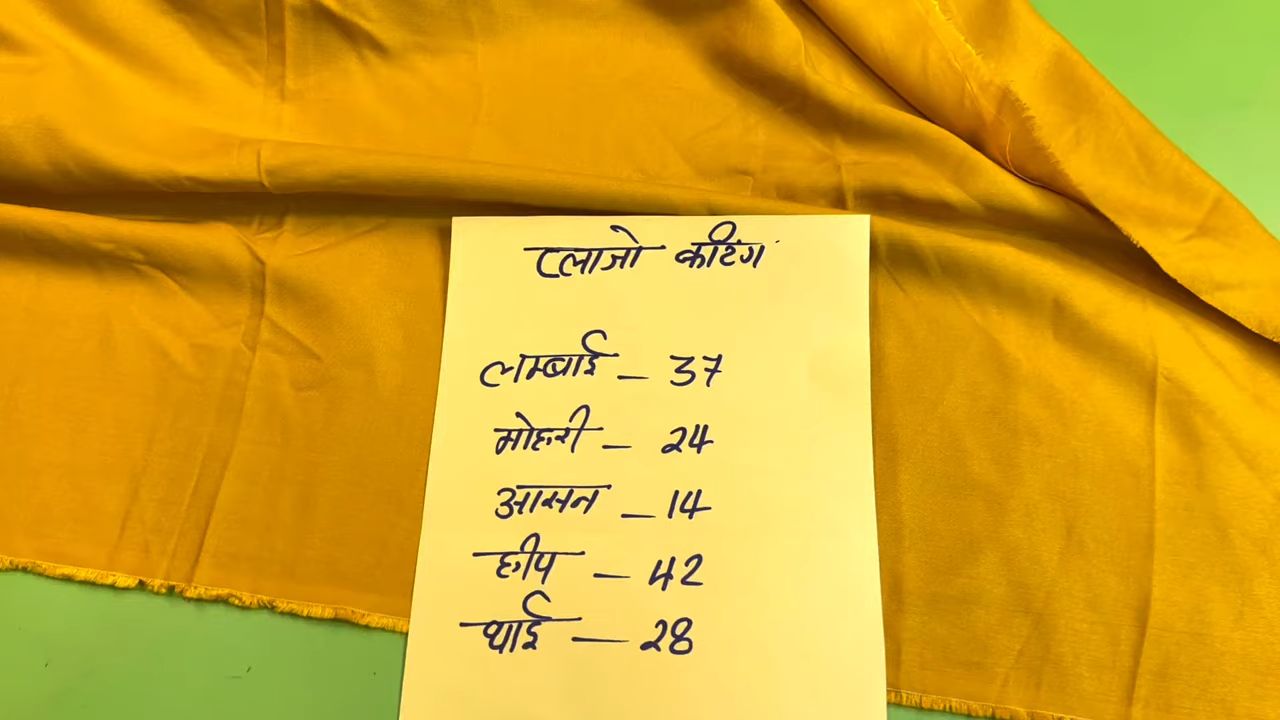 प्लाजो कटिंग
लम्बाई - 37
मोहरी - 24
आसन - 14
हीप - 42
थाई - 28